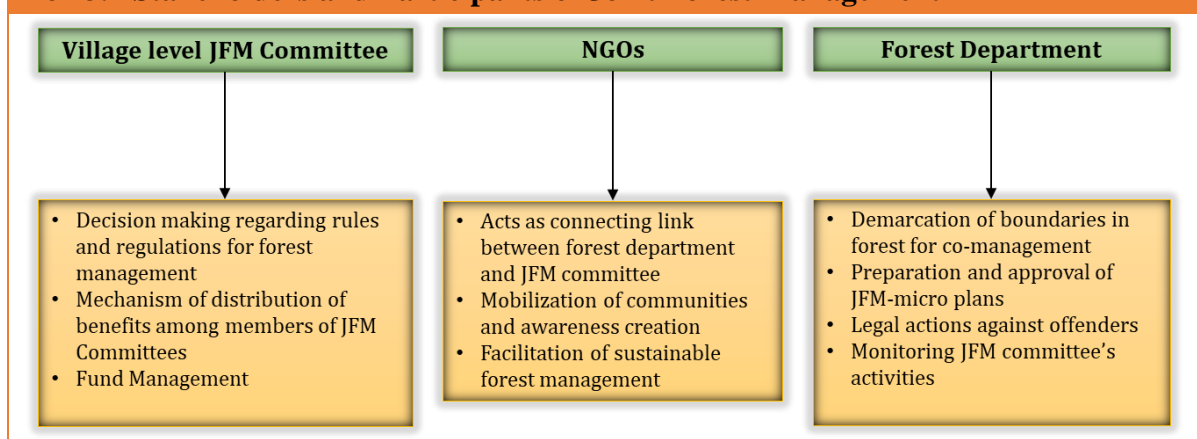 Village level JFM Committee
NGOs
Forest Department
• Decision making regarding rules
and regulations for forest
management
• Mechanism of distribution of
benefits among members of JFM
Committees
• Fund Management
• Acts as connecting link
between forest department
and JFM committee
• Mobilization of communities
and awareness creation
• Facilitation of sustainable
forest management
• Demarcation of boundaries in
forest for co-management
• Preparation and approval of
JFM-micro plans
• Legal actions against offenders
• Monitoring JFM committee's
activities